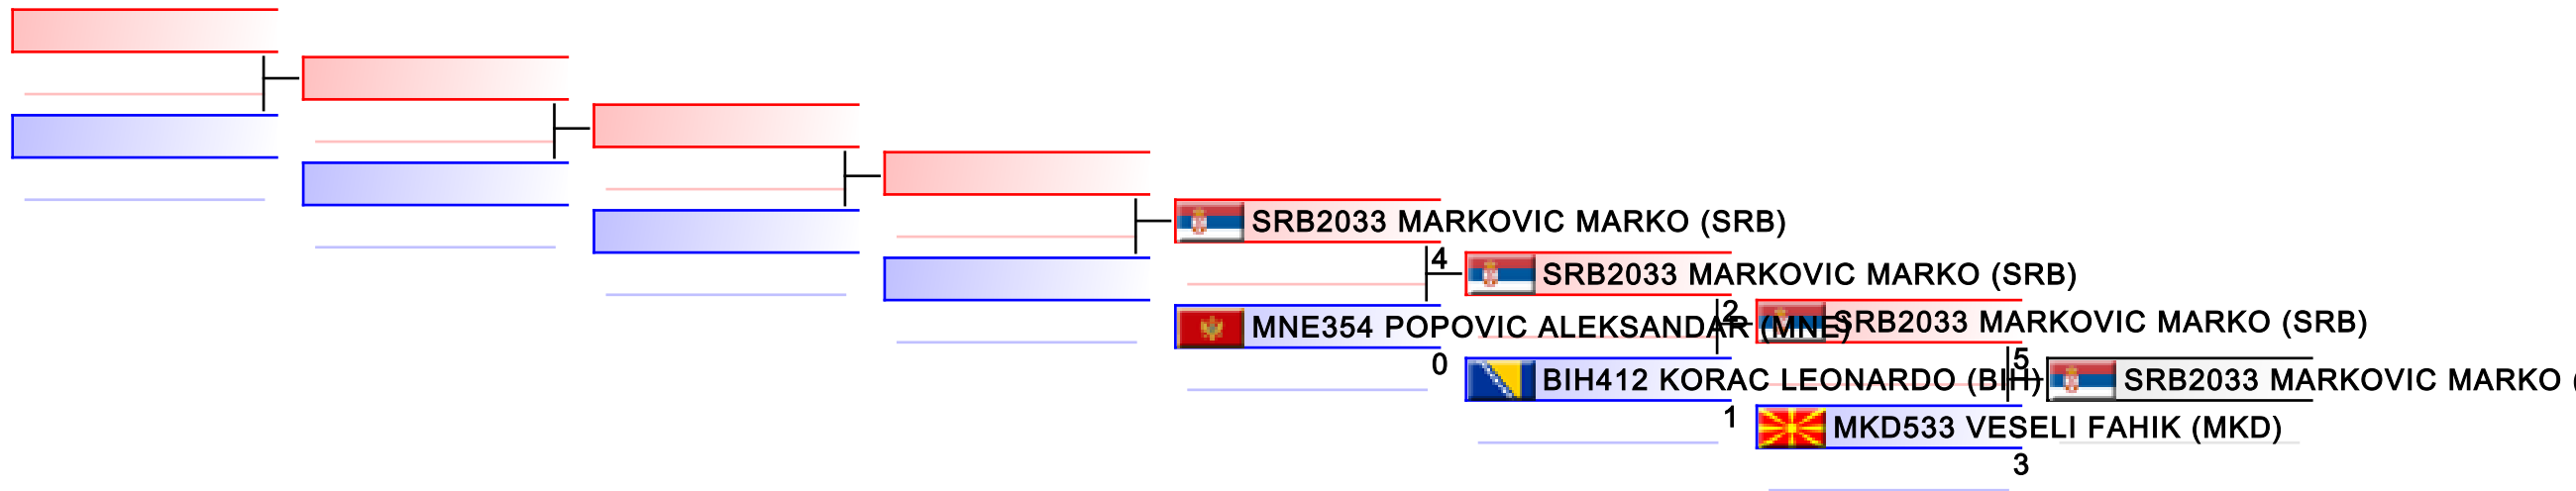 SRB2033 MARKOVIC MARKO (SRB)
4
SRB2033 MARKOVIC MARKO (SRB)
MNE354 POPOVIC ALEKSANDAR (MNE)
2
SRB2033 MARKOVIC MARKO (SRB)
0
BIH412 KORAC LEONARDO (BIH)
5
SRB2033 MARKOVIC MARKO (
1
MKD533 VESELI FAHIK (MKD)
3